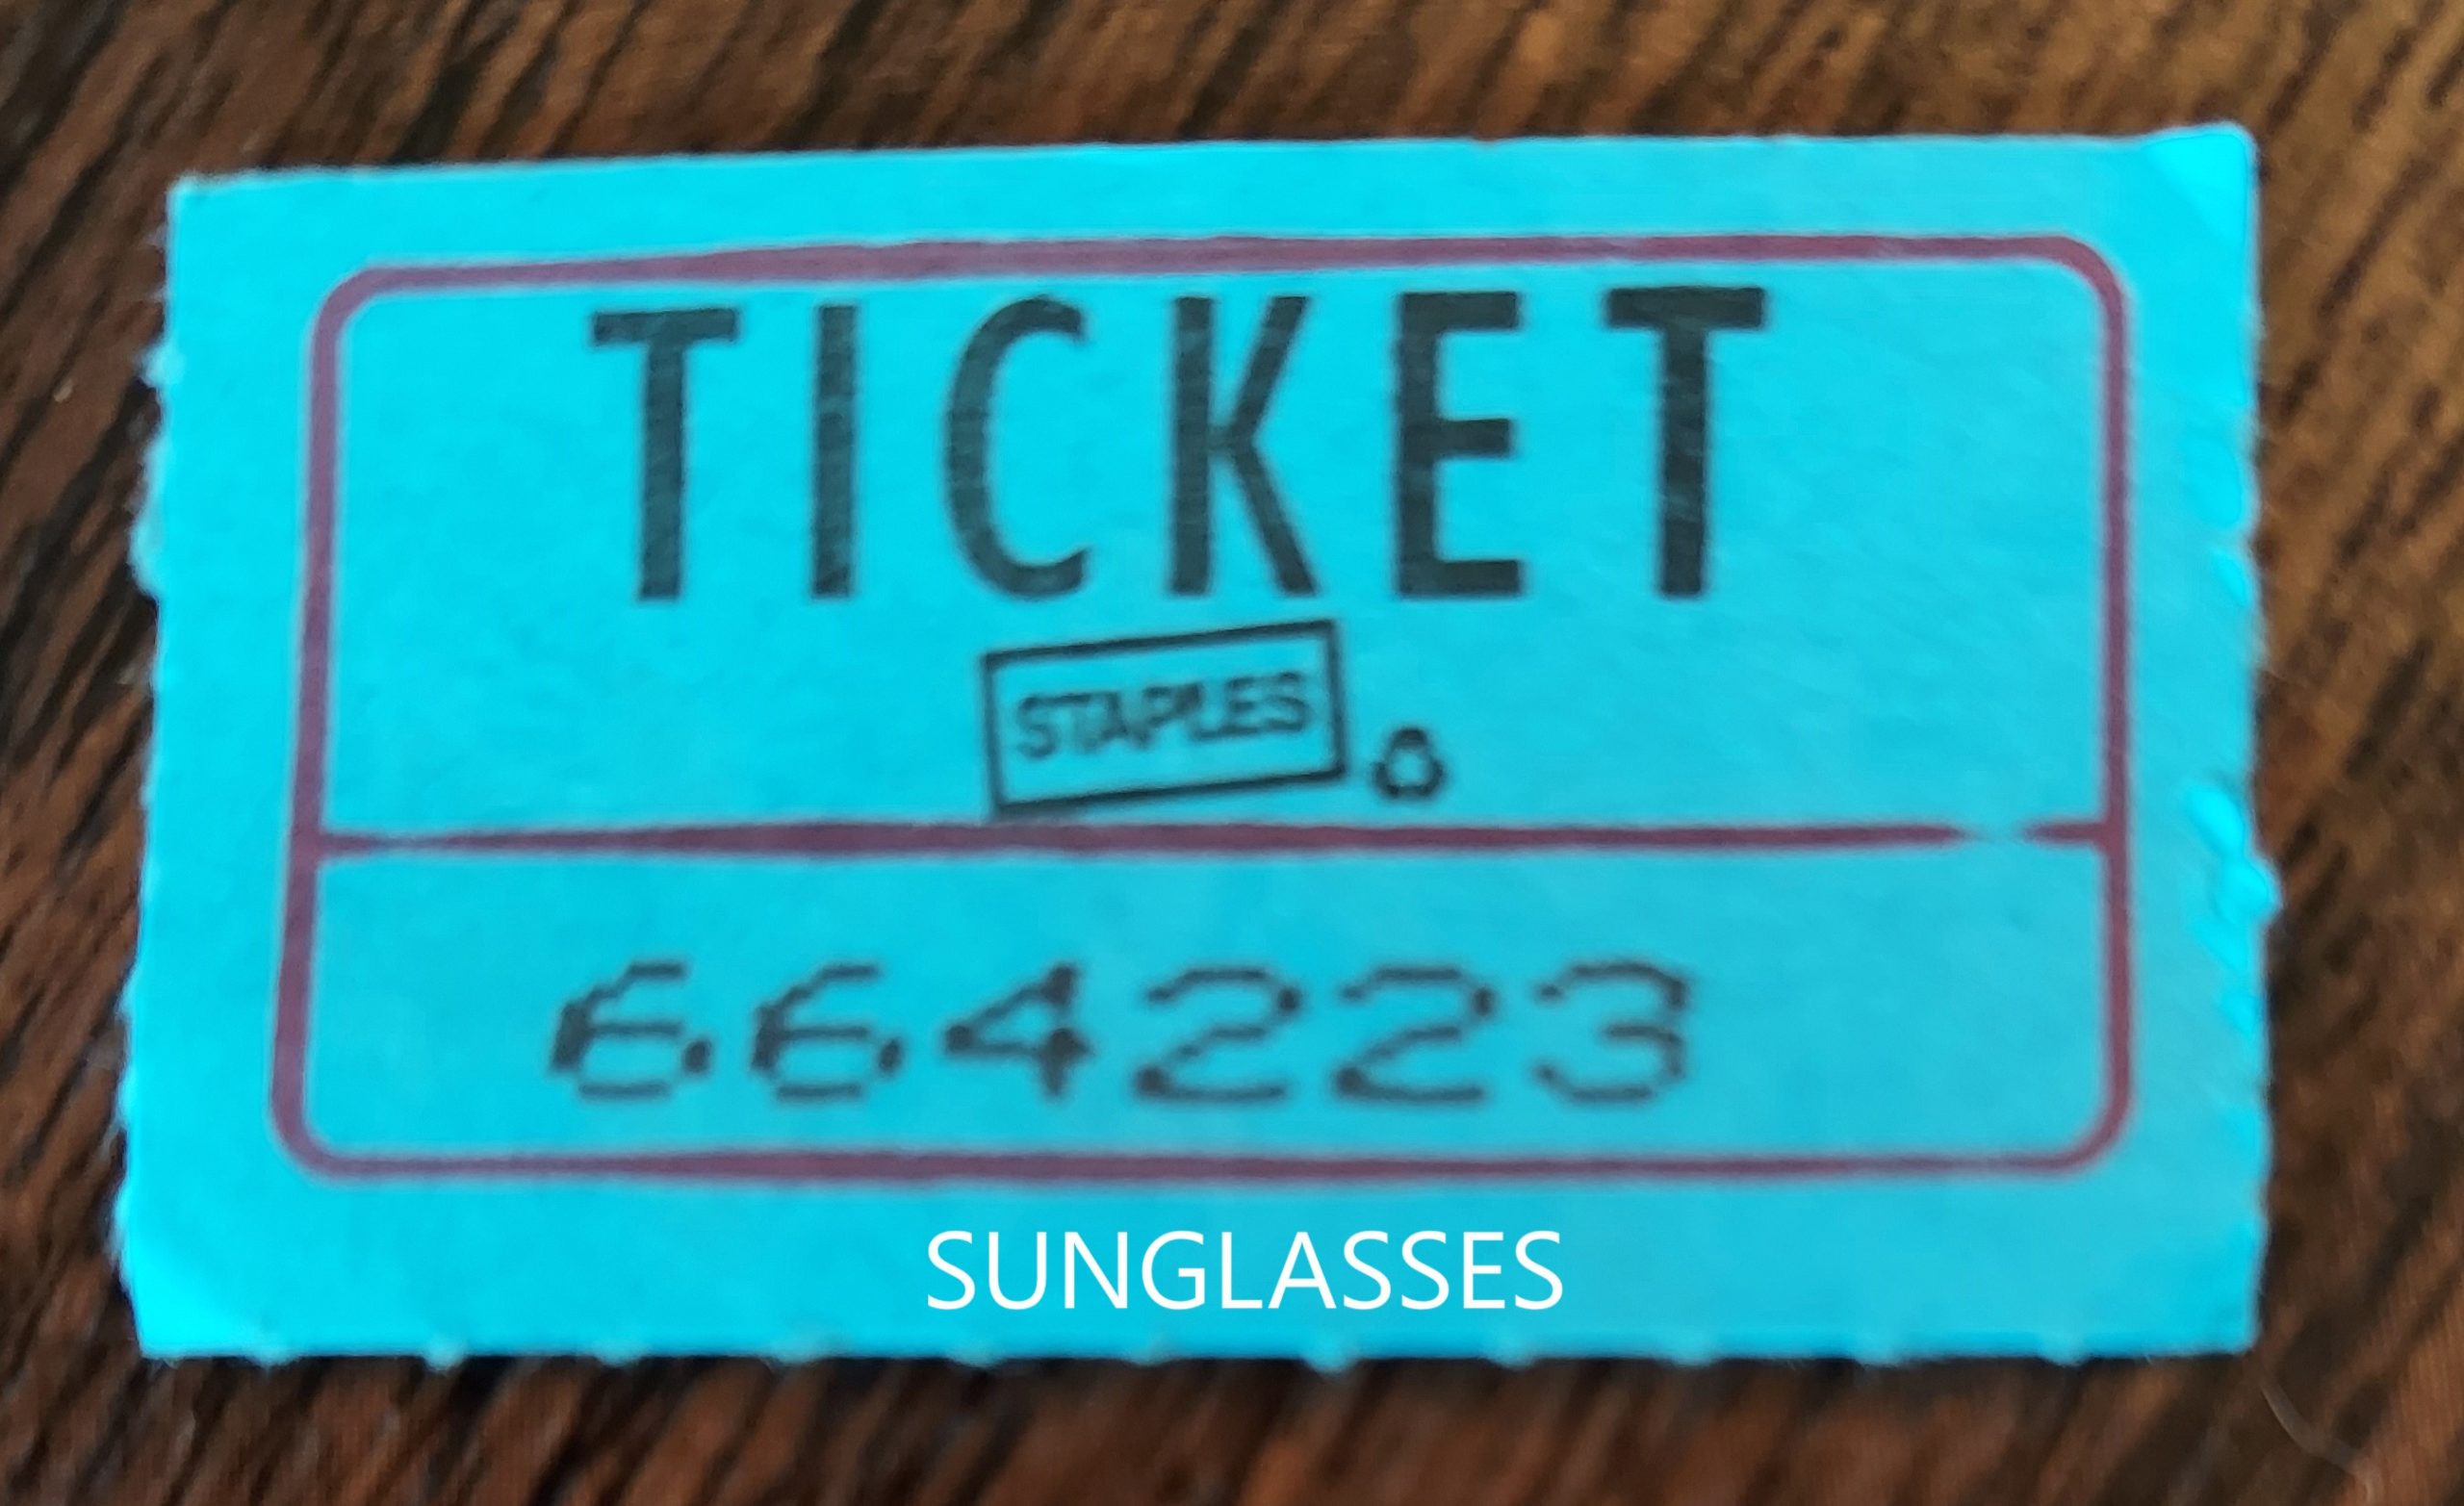 TICKET
STAPLES
664223
SUNGLASSES